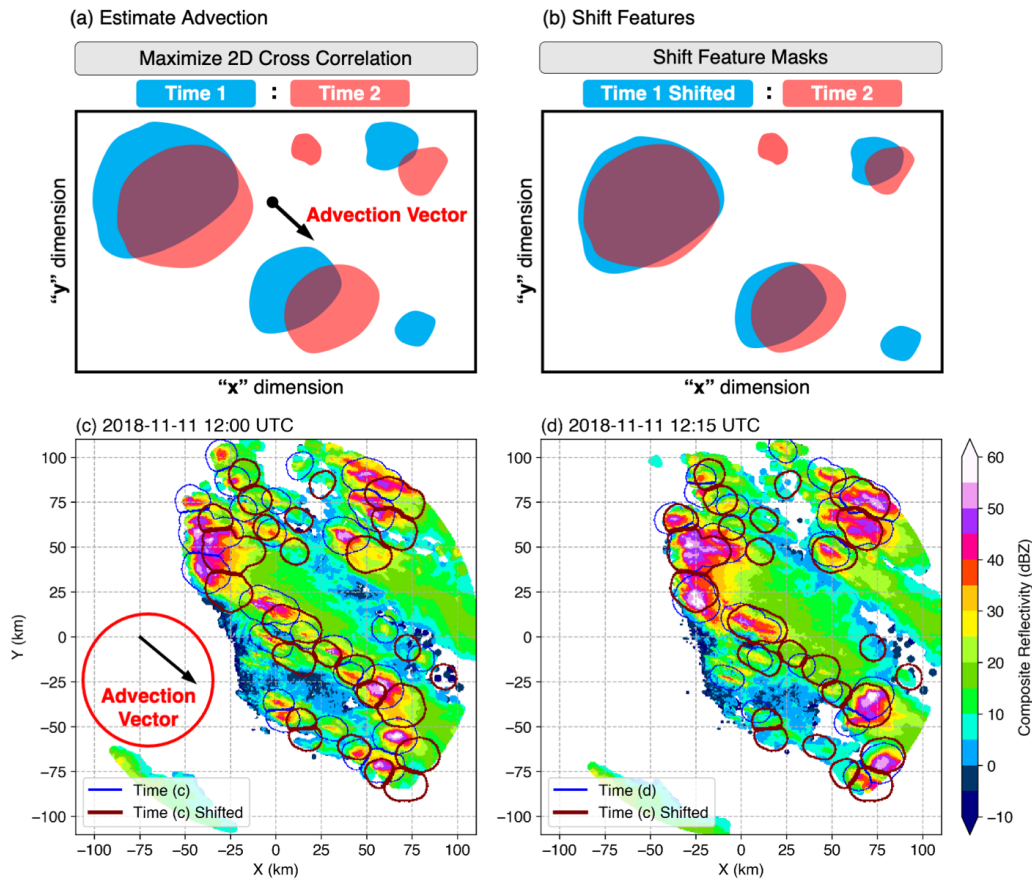 (a) Estimate Advection
Maximize 2D Cross Correlation
Time 1 : Time 2
Advection Vector
"y" dimension
"x" dimension
(b) Shift Features
Shift Feature Masks
Time 1 Shifted : Time 2
"y" dimension
"x" dimension
(c) 2018-11-11 12:00 UTC
100
75
50
25
0
−25
−50
−75
−100
Y (km)
Advection
Vector
Time (c)
Time (c) Shifted
−100 −75 −50 −25 0 25 50 75 100
X (km)
(d) 2018-11-11 12:15 UTC
100
75
50
25
0
−25
−50
−75
−100
Time (d)
Time (c) Shifted
−100 −75 −50 −25 0 25 50 75 100
X (km)
60
50
40
30
20
10
0
−10
Composite Reflectivity (dBZ)